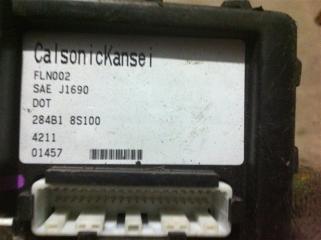 CalsonicKansei
FLN002
SAE J1690
DOT
284B1 8S100
4211
01457